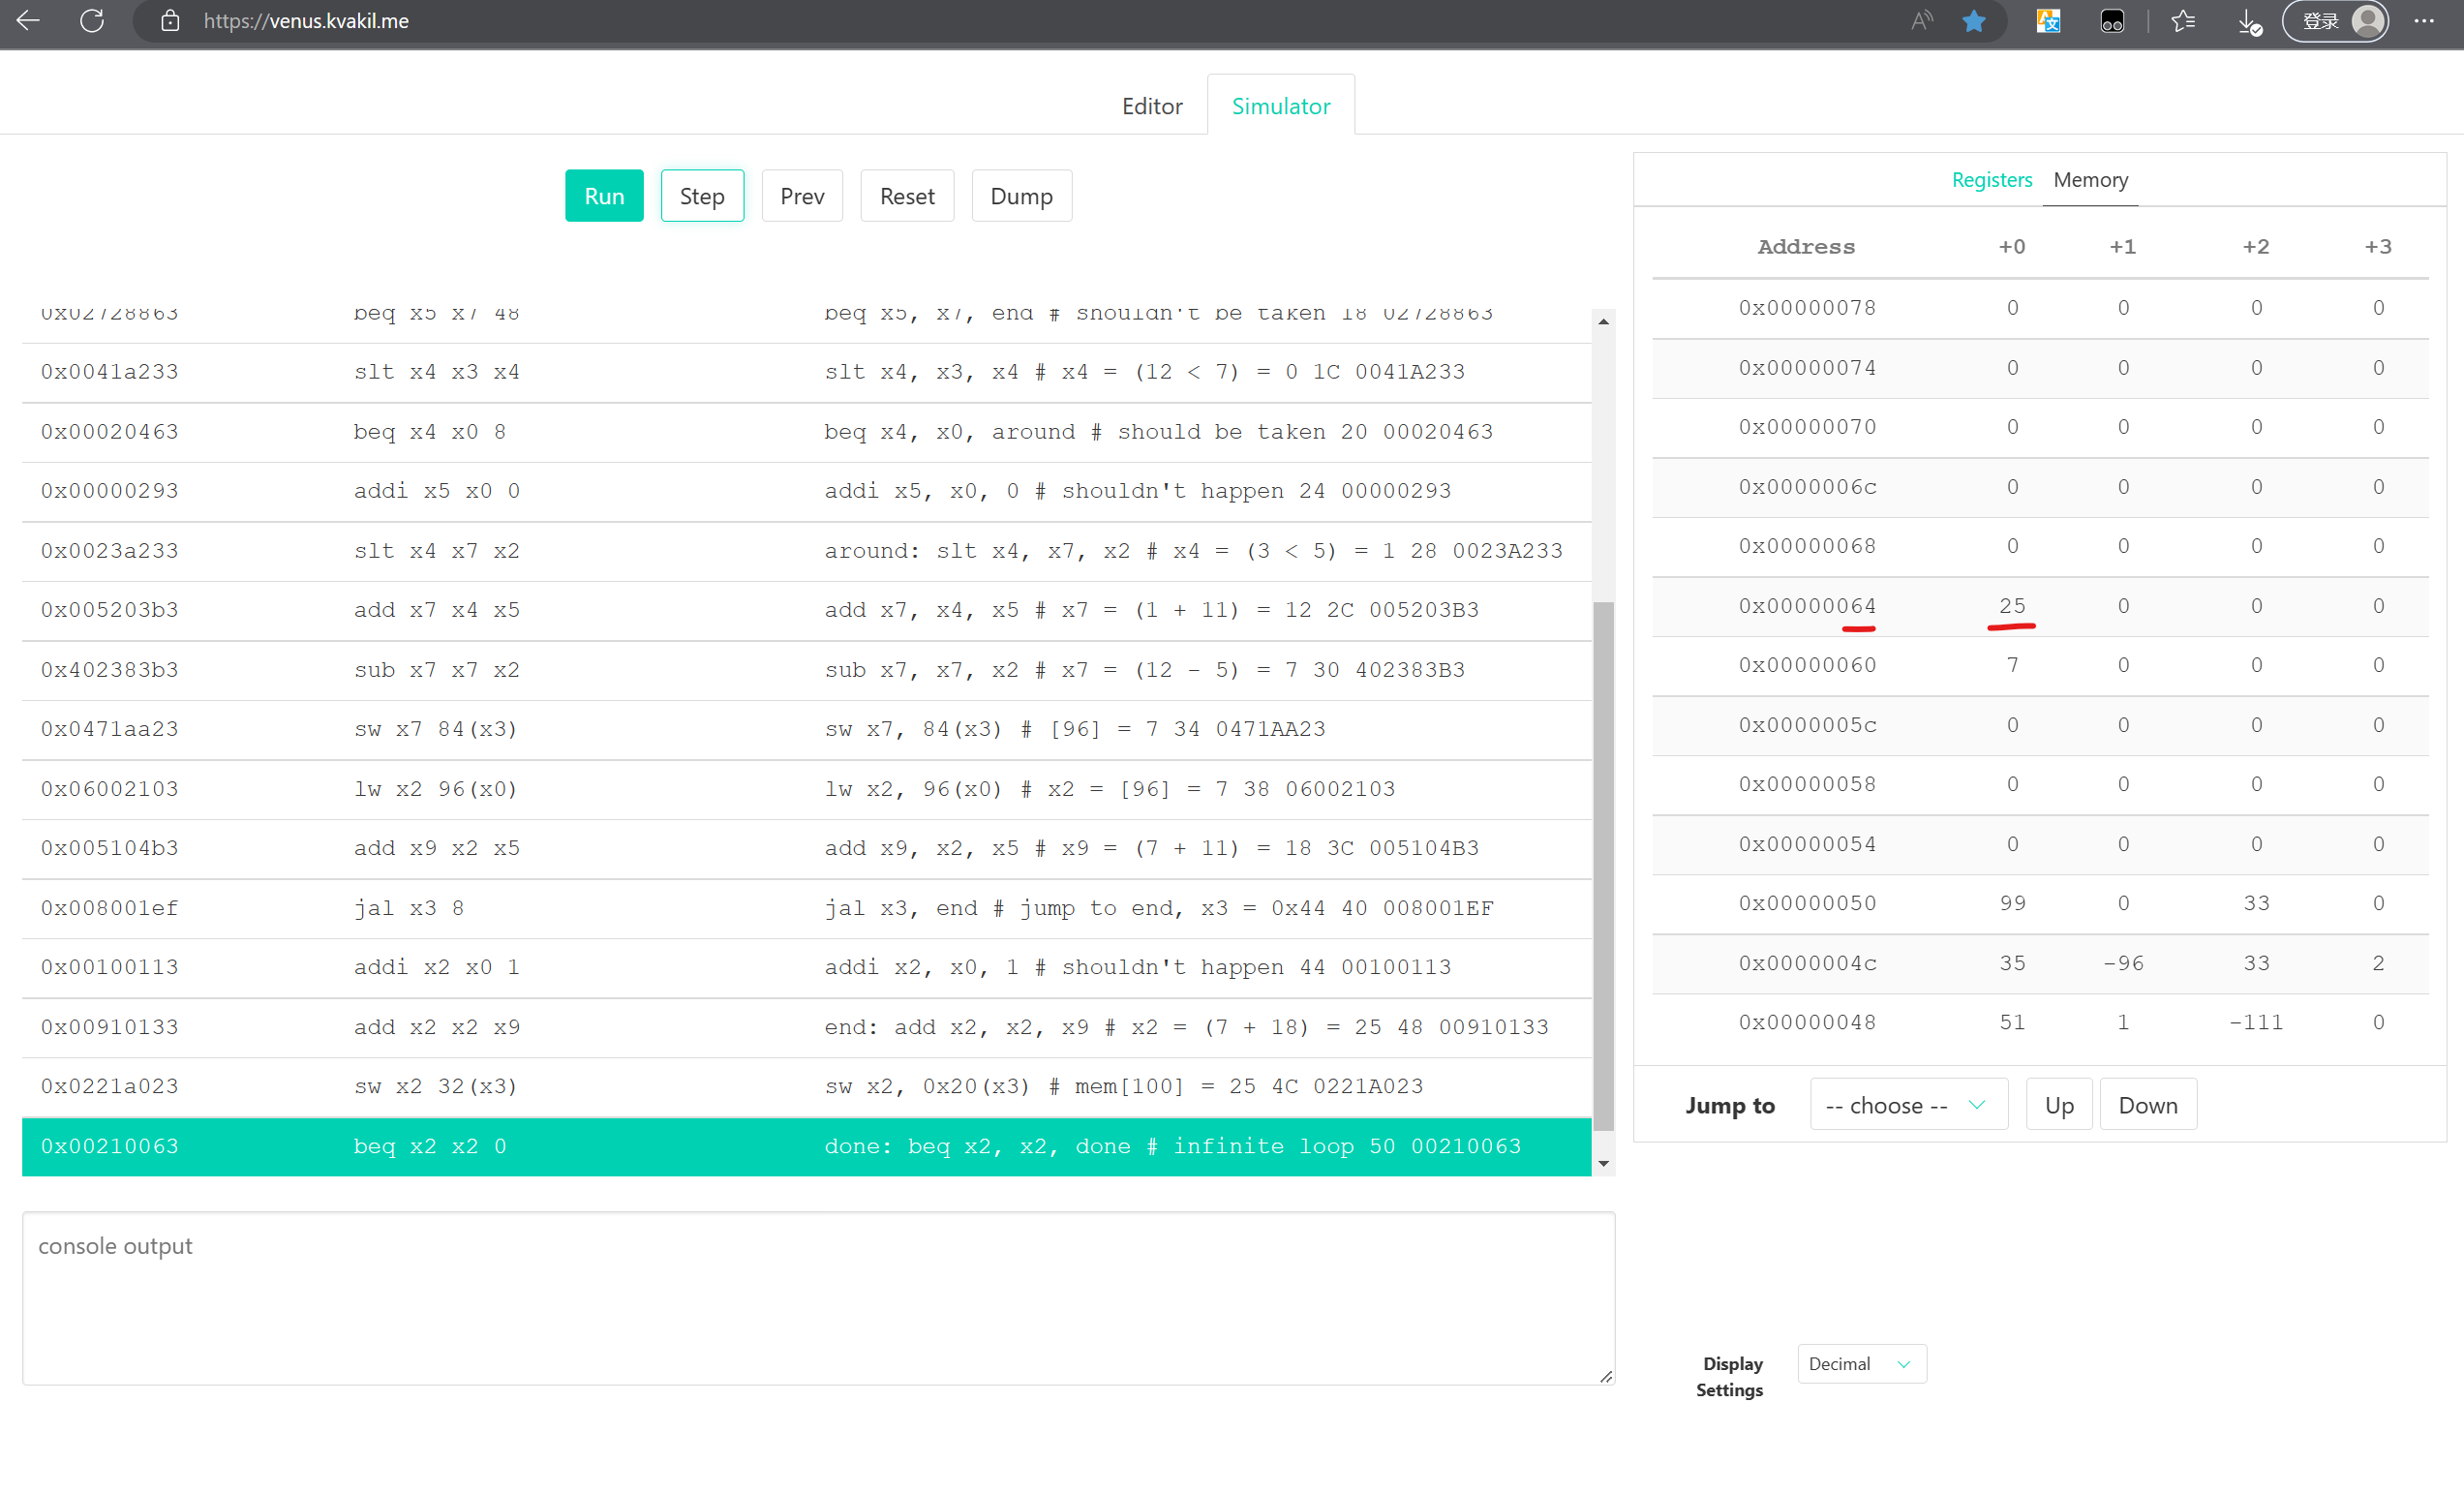 https://venus.kvakil.me
登录
Editor Simulator
Run Step Prev Reset Dump
0x02728863 beq x5 x7 48 beq x5, x7, end # shouldn't be taken 18 02728863
0x0041a233 slt x4 x3 x4 slt x4, x3, x4 # x4 = (12 < 7) = 0 1C 0041A233
0x00020463 beq x4 x0 8 beq x4, x0, around # should be taken 20 00020463
0x00000293 addi x5 x0 0 addi x5, x0, 0 # shouldn't happen 24 00000293
0x0023a233 slt x4 x7 x2 around: slt x4, x7, x2 # x4 = (3 < 5) = 1 28 0023A233
0x005203b3 add x7 x4 x5 add x7, x4, x5 # x7 = (1 + 11) = 12 2C 005203B3
0x402383b3 sub x7 x7 x2 sub x7, x7, x2 # x7 = (12 - 5) = 7 30 402383B3
0x0471aa23 sw x7 84(x3) sw x7, 84(x3) # [96] = 7 34 0471AA23
0x06002103 lw x2 96(x0) lw x2, 96(x0) # x2 = [96] = 7 38 06002103
0x005104b3 add x9 x2 x5 add x9, x2, x5 # x9 = (7 + 11) = 18 3C 005104B3
0x008001ef jal x3 8 jal x3, end # jump to end, x3 = 0x44 40 008001EF
0x00100113 addi x2 x0 1 addi x2, x0, 1 # shouldn't happen 44 00100113
0x00910133 add x2 x2 x9 end: add x2, x2, x9 # x2 = (7 + 18) = 25 48 00910133
0x0221a023 sw x2 32(x3) sw x2, 0x20(x3) # mem[100] = 25 4C 0221A023
0x00210063 beq x2 x2 0 done: beq x2, x2, done # infinite loop 50 00210063
console output
Registers Memory
Address +0 +1 +2 +3
0x00000078 0 0 0 0
0x00000074 0 0 0 0
0x00000070 0 0 0 0
0x0000006c 0 0 0 0
0x00000068 0 0 0 0
0x00000064 25 0 0 0
0x00000060 7 0 0 0
0x0000005c 0 0 0 0
0x00000058 0 0 0 0
0x00000054 0 0 0 0
0x00000050 99 0 33 0
0x0000004c 35 -96 33 2
0x00000048 51 1 -111 0
Jump to -- choose -- Up Down
Display Decimal
Settings